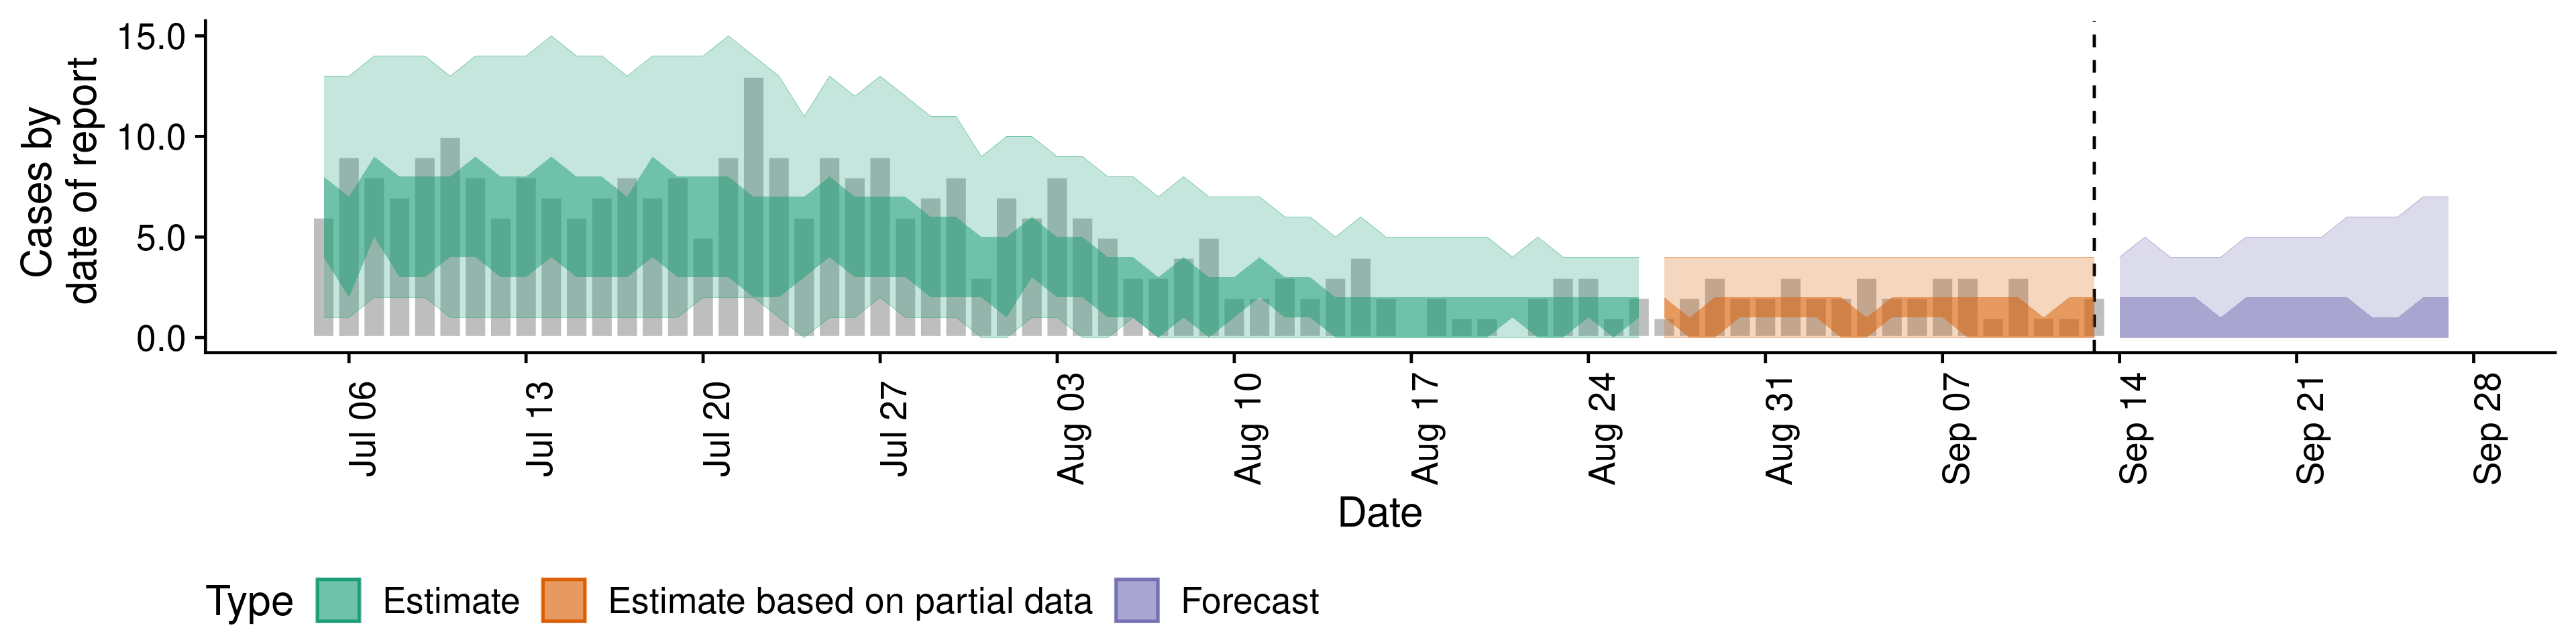 Cases by
date of report
15.0
10.0
5.0
0.0
Jul 06
Jul 13
Jul 20
Jul 27
Aug 03
Aug 10
Aug 17
Aug 24
Aug 31
Sep 07
Sep 14
Sep 21
Sep 28
Date
Type Estimate Estimate based on partial data Forecast